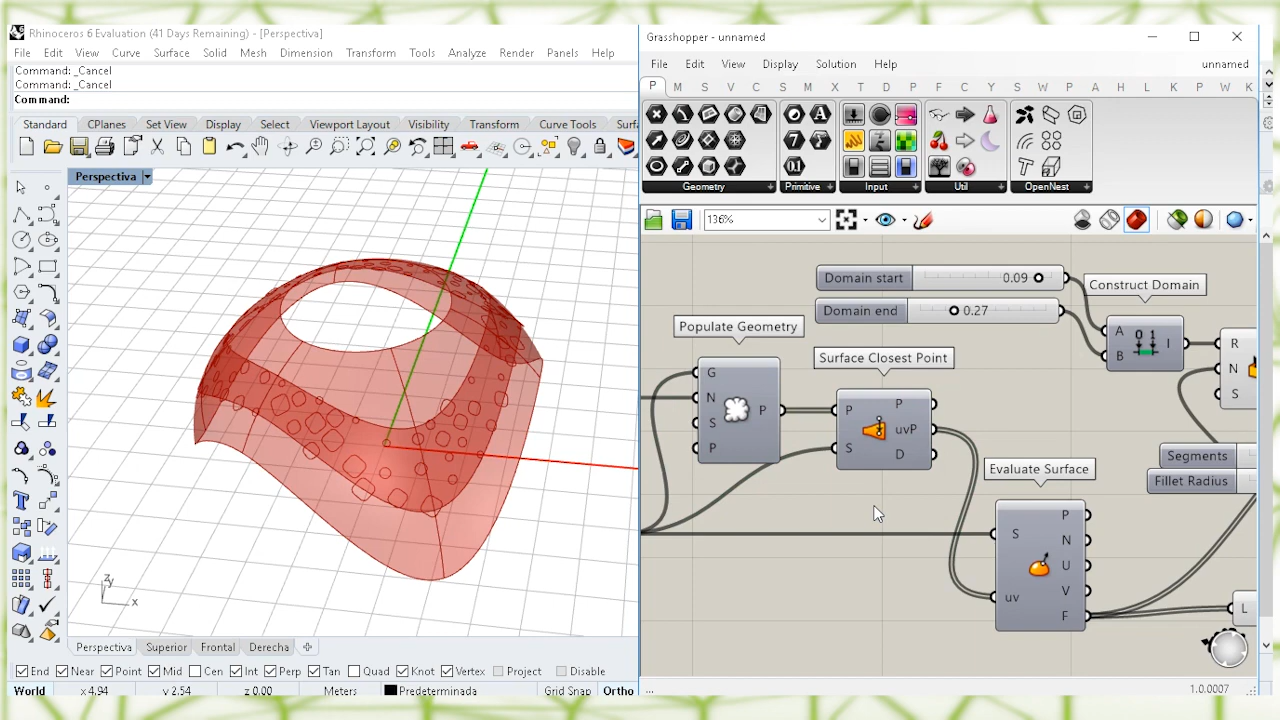 Rhinoceros 6 Evaluation (41 Days Remaining) - [Perspectiva]
File Edit View Curve Surface Solid Mesh Dimension Transform Tools Analyze Render Panels Help
Command: _Cancel
Command: _Cancel
Command:
Standard CPlanes Set View Display Select Viewport Layout Visibility Transform Curve Tools Surf
Perspectiva
z y
x
Perspectiva Superior Frontal Derecha
End Near Point Mid Cen Int Perp Tan Quad Knot Vertex Project Disable
World x 4.94 y 2.54 z 0.00 Meters Predeterminada Grid Snap Ortho
Grasshopper - unnamed
File Edit View Display Solution Help unnamed
P M S V C S M X T D P F C Y S W P A H L K P W K
Geometry Primitive Input Util OpenNest
136%
Domain start 0.09
Domain end 0.27
Construct Domain
A B 0 1 I
R N S
Populate Geometry
G N S P P
Surface Closest Point
P S P uvP D
Evaluate Surface
S uv P N U V F
Segments
Fillet Radius
L
... 1.0.0007